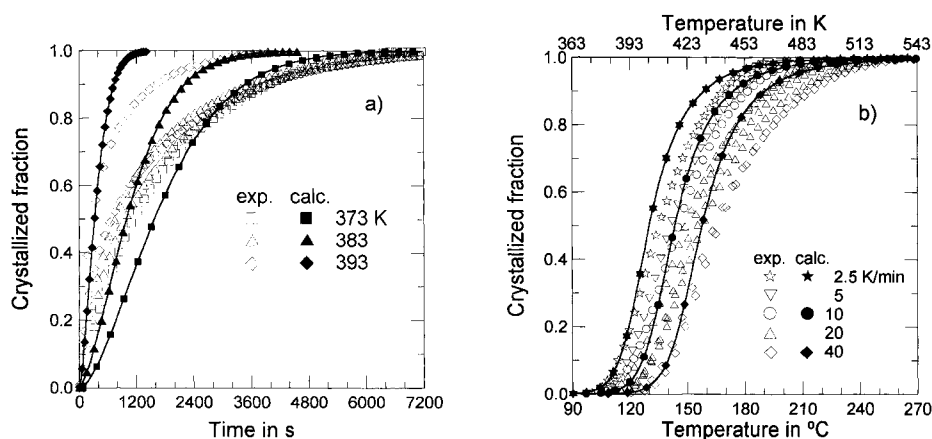 a)
Crystallized fraction
1.0
0.8
0.6
0.4
0.2
0.0
exp. calc.
373 K
383
393
0 1200 2400 3600 4800 6000 7200
Time in s
Temperature in K
363 393 423 453 483 513 543
b)
Crystallized fraction
1.0
0.8
0.6
0.4
0.2
0.0
exp. calc.
2.5 K/min
5
10
20
40
90 120 150 180 210 240 270
Temperature in ºC